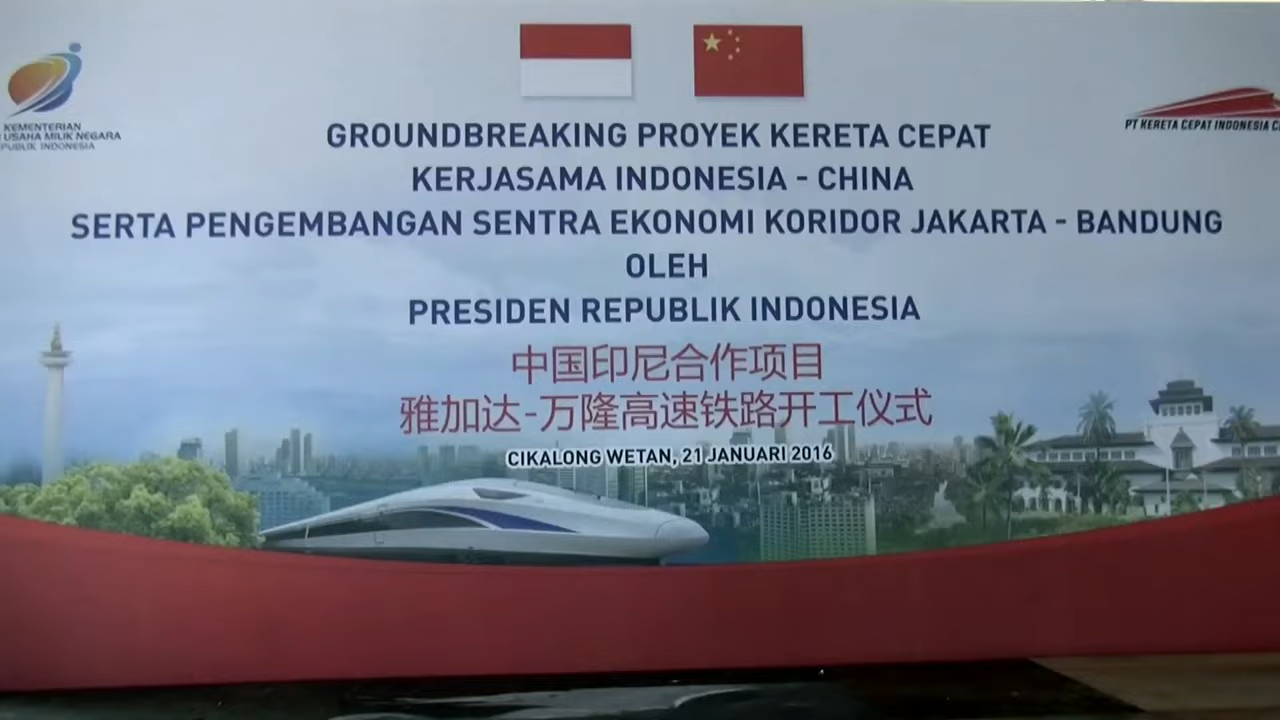 KEMENTERIAN
USAHA MILIK NEGARA
PUBLIK INDONESIA
PT KERETA CEPAT INDONESIA
GROUNDBREAKING PROYEK KERETA CEPAT
KERJASAMA INDONESIA - CHINA
SERTA PENGEMBANGAN SENTRA EKONOMI KORIDOR JAKARTA - BANDUNG
OLEH
PRESIDEN REPUBLIK INDONESIA
中国印尼合作项目
雅加达-万隆高速铁路开工仪式
CIKALONG WETAN, 21 JANUARI 2016